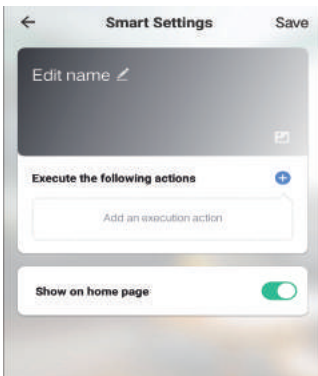 Smart Settings Save
Edit name
Execute the following actions
Add an execution action
Show on home page